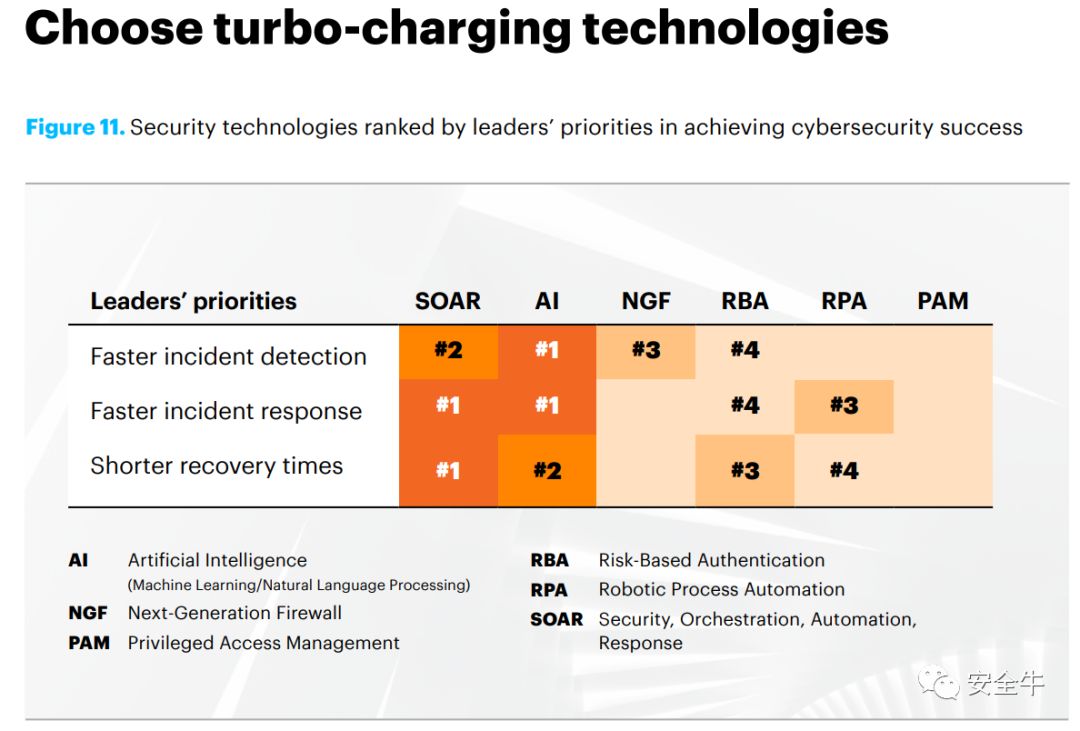 Choose turbo-charging technologies
Figure 11. Security technologies ranked by leaders’ priorities in achieving cybersecurity success
Leaders’ priorities SOAR AI NGF RBA RPA PAM
Faster incident detection #2 #1 #3 #4
Faster incident response #1 #1 #4 #3
Shorter recovery times #1 #2 #3 #4
AI Artificial Intelligence
(Machine Learning/Natural Language Processing)
NGF Next-Generation Firewall
PAM Privileged Access Management
RBA Risk-Based Authentication
RPA Robotic Process Automation
SOAR Security, Orchestration, Automation,
Response
安全牛